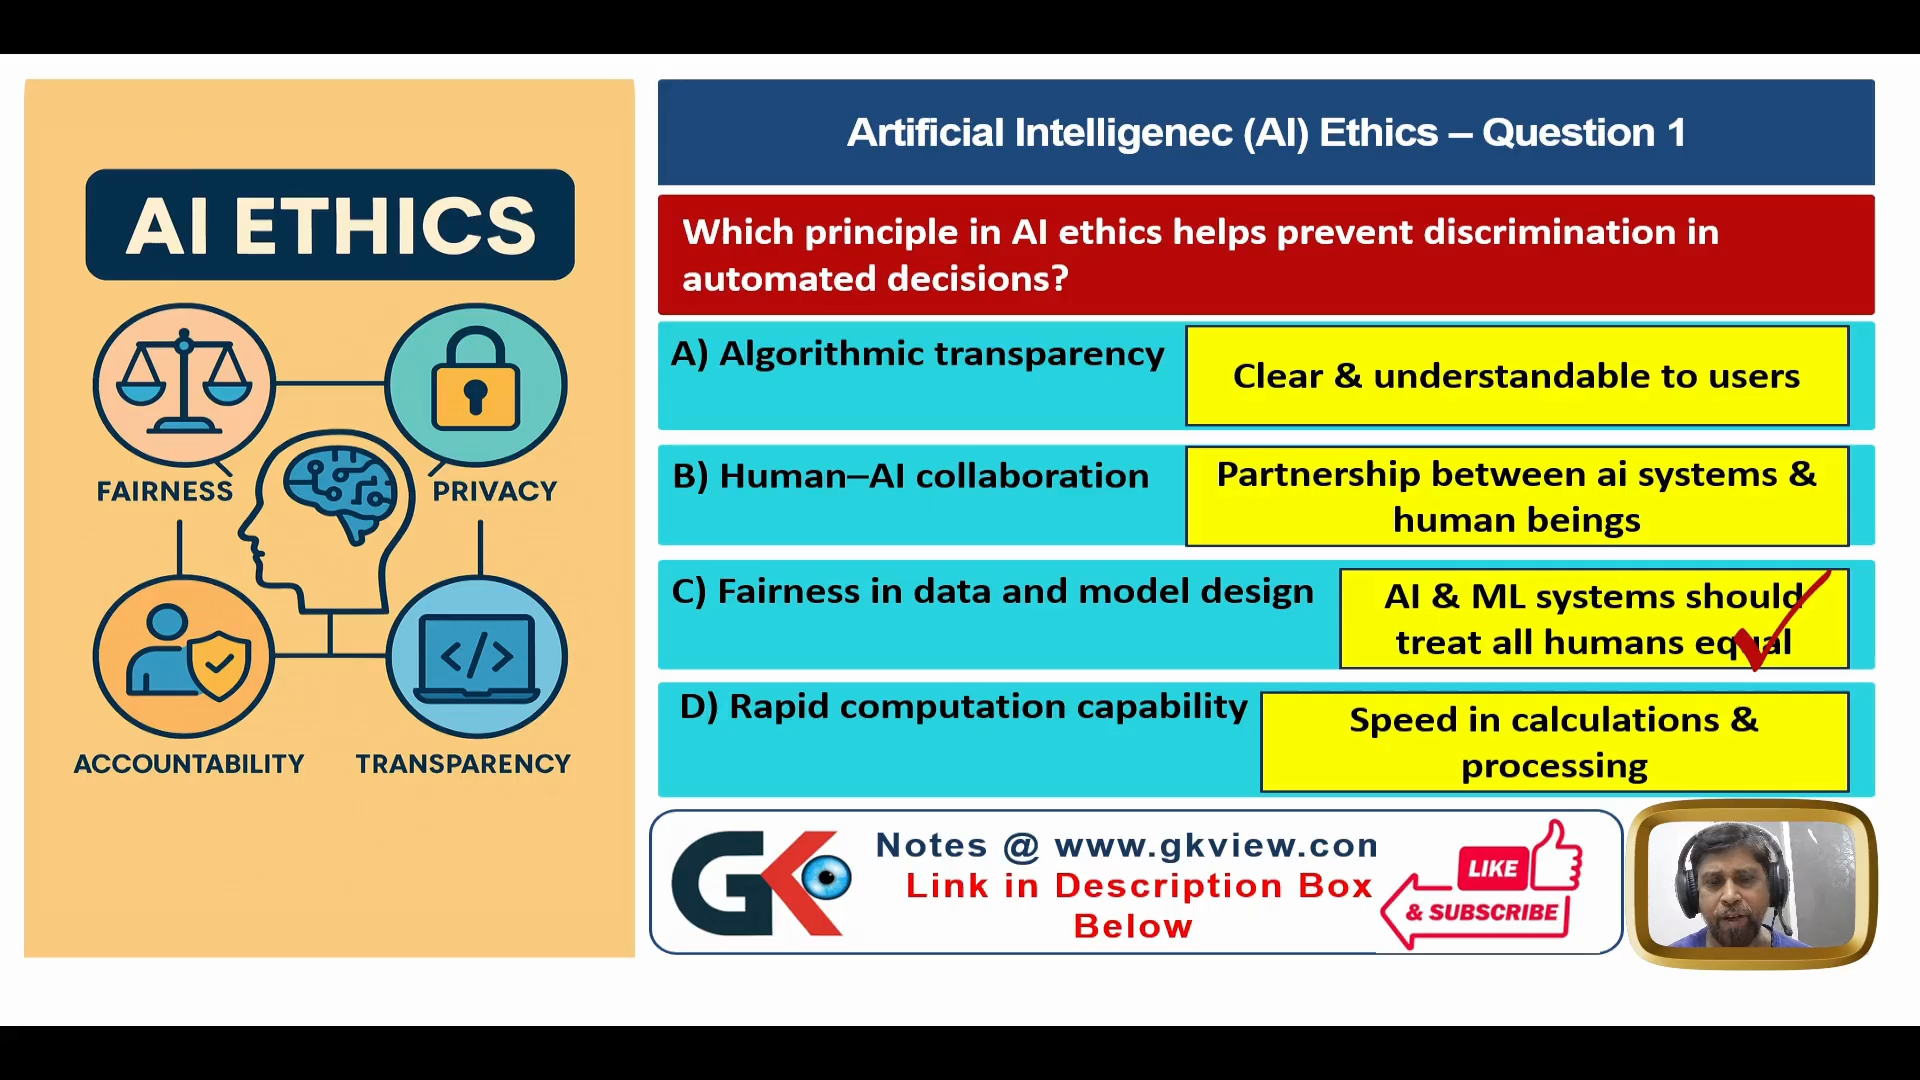 AI ETHICS
FAIRNESS
PRIVACY
</>
ACCOUNTABILITY
TRANSPARENCY
Artificial Intelligenec (AI) Ethics – Question 1
Which principle in AI ethics helps prevent discrimination in
automated decisions?
A) Algorithmic transparency
Clear & understandable to users
B) Human–AI collaboration
Partnership between ai systems &
human beings
C) Fairness in data and model design
AI & ML systems should
treat all humans equal
D) Rapid computation capability
Speed in calculations &
processing
GK
Notes @ www.gkview.con
Link in Description Box
Below
LIKE
& SUBSCRIBE